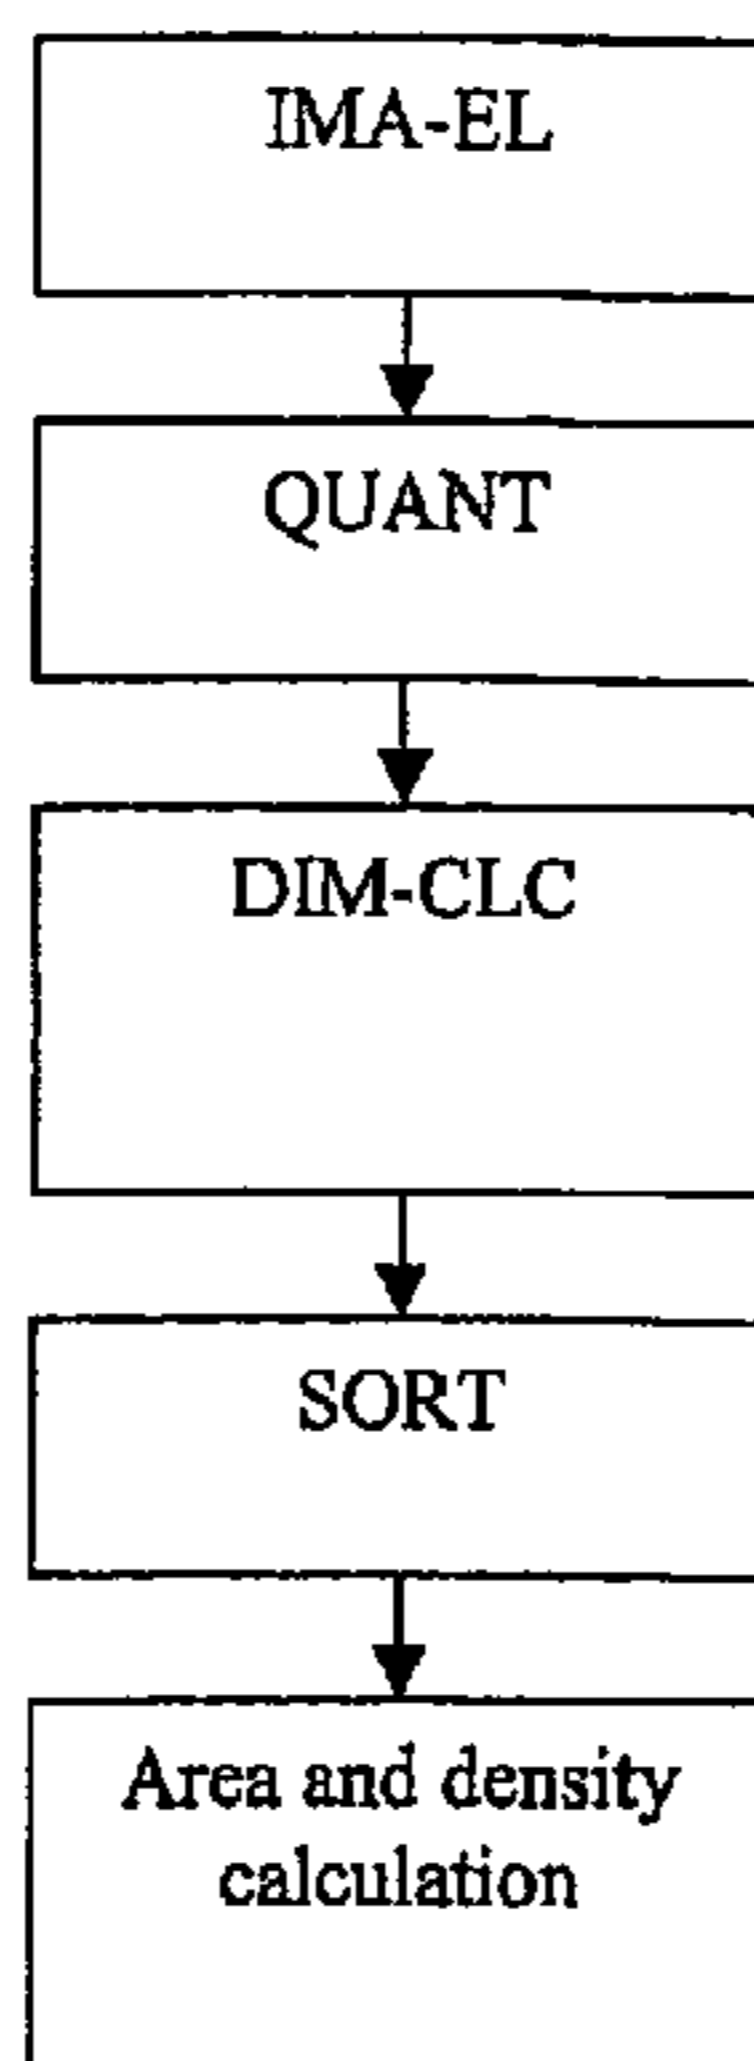 IMA-EL
QUANT
DIM-CLC
SORT
Area and density
calculation